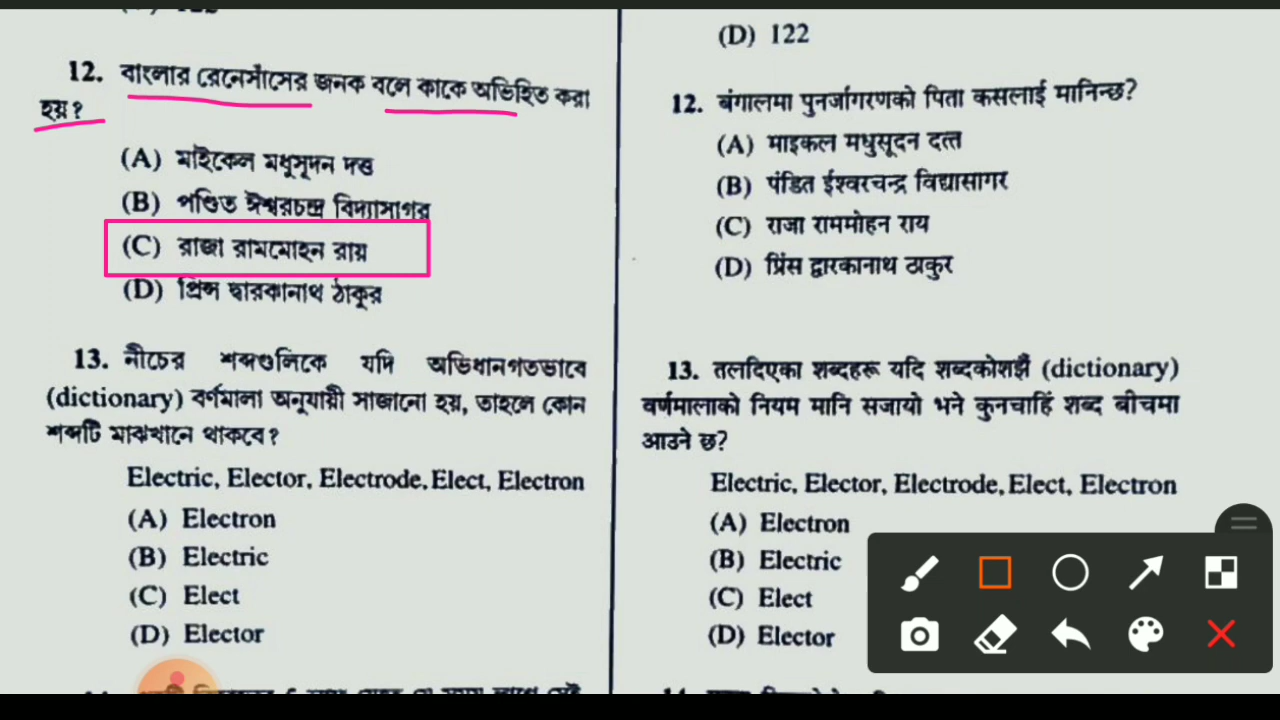 12. বাংলার রেনেসাঁসের জনক বলে কাকে অভিহিত করা
হয়?
(A) মাইকেল মধুসূদন দত্ত
(B) পণ্ডিত ঈশ্বরচন্দ্র বিদ্যাসাগর
(C) রাজা রামমোহন রায়
(D) প্রিন্স দ্বারকানাথ ঠাকুর
13. নীচের শব্দগুলিকে যদি অভিধানগতভাবে
(dictionary) বর্ণমালা অনুযায়ী সাজানো হয়, তাহলে কোন
শব্দটি মাঝখানে থাকবে?
Electric, Elector, Electrode, Elect, Electron
(A) Electron
(B) Electric
(C) Elect
(D) Elector
(D) 122
12. बंगालमा पुनर्जागरणको पिता कसलाई मानिन्छ?
(A) माइकल मधुसूदन दत्त
(B) पंडित ईश्वरचन्द्र विद्यासागर
(C) राजा राममोहन राय
(D) प्रिंस द्वारकानाथ ठाकुर
13. तलदिएका शब्दहरू यदि शब्दकोशझैं (dictionary)
वर्णमालाको नियम मानि सजायो भने कुनचाहिं शब्द बीचमा
आउने छ?
Electric, Elector, Electrode, Elect, Electron
(A) Electron
(B) Electric
(C) Elect
(D) Elector